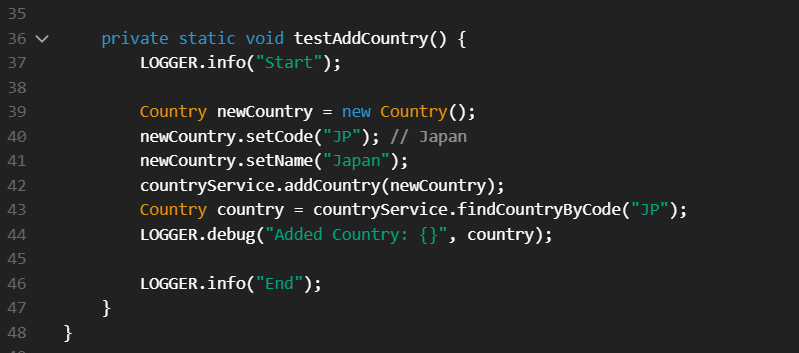 35
36 private static void testAddCountry() {
37 LOGGER.info("Start");
38
39 Country newCountry = new Country();
40 newCountry.setCode("JP"); // Japan
41 newCountry.setName("Japan");
42 countryService.addCountry(newCountry);
43 Country country = countryService.findCountryByCode("JP");
44 LOGGER.debug("Added Country: {}", country);
45
46 LOGGER.info("End");
47 }
48 }